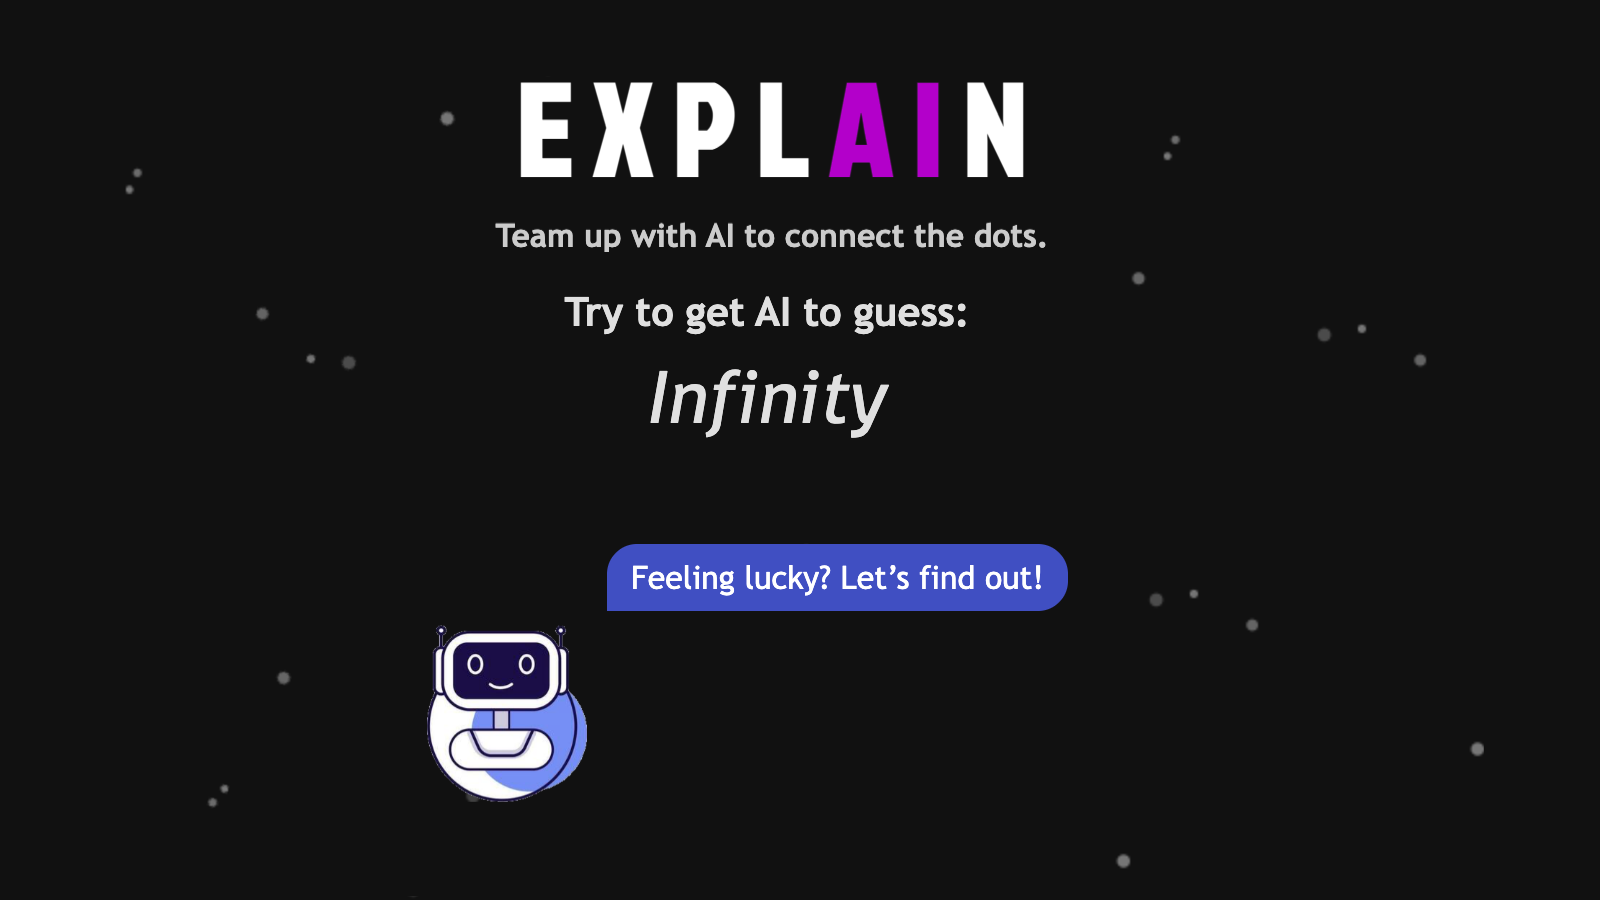 EXPLAIN
Team up with AI to connect the dots.
Try to get AI to guess:
Infinity
Feeling lucky? Let’s find out!